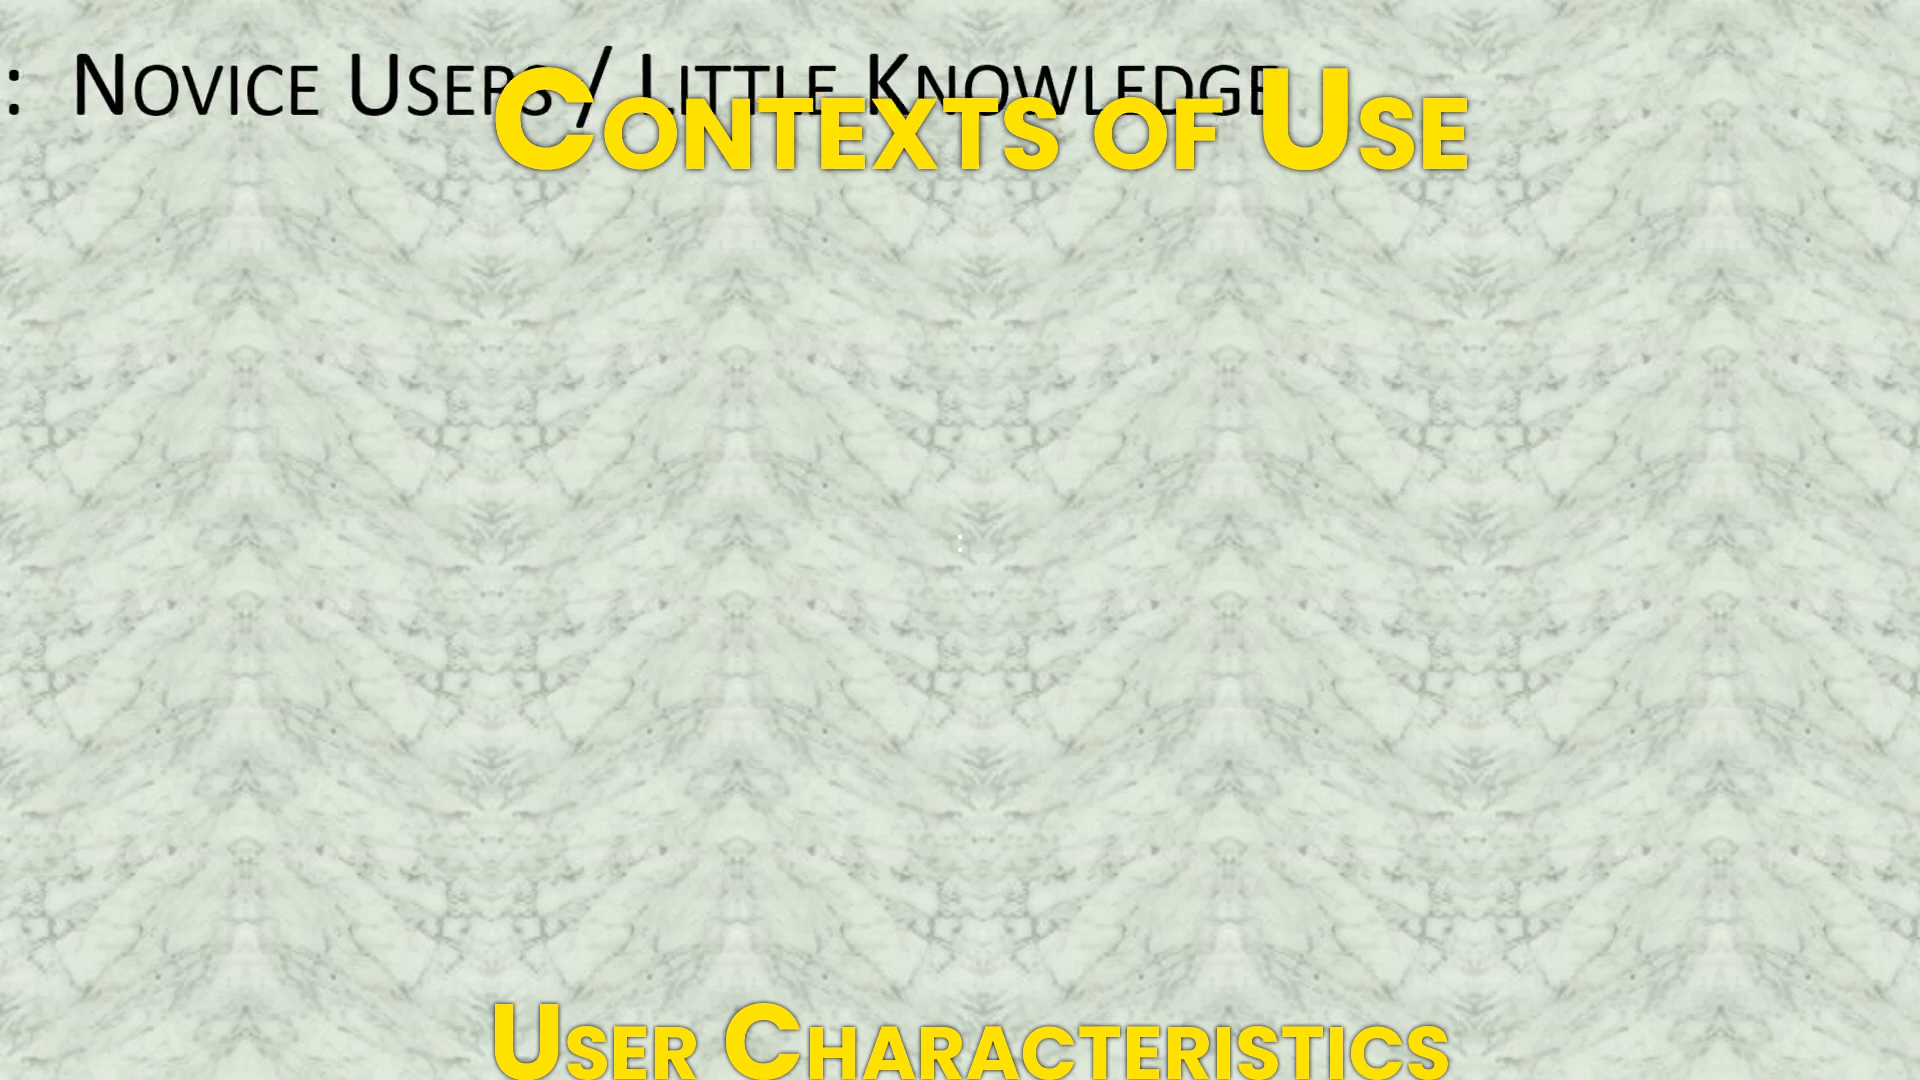 : Novice Users / Little Knowledge
Contexts of Use
:
User Characteristics